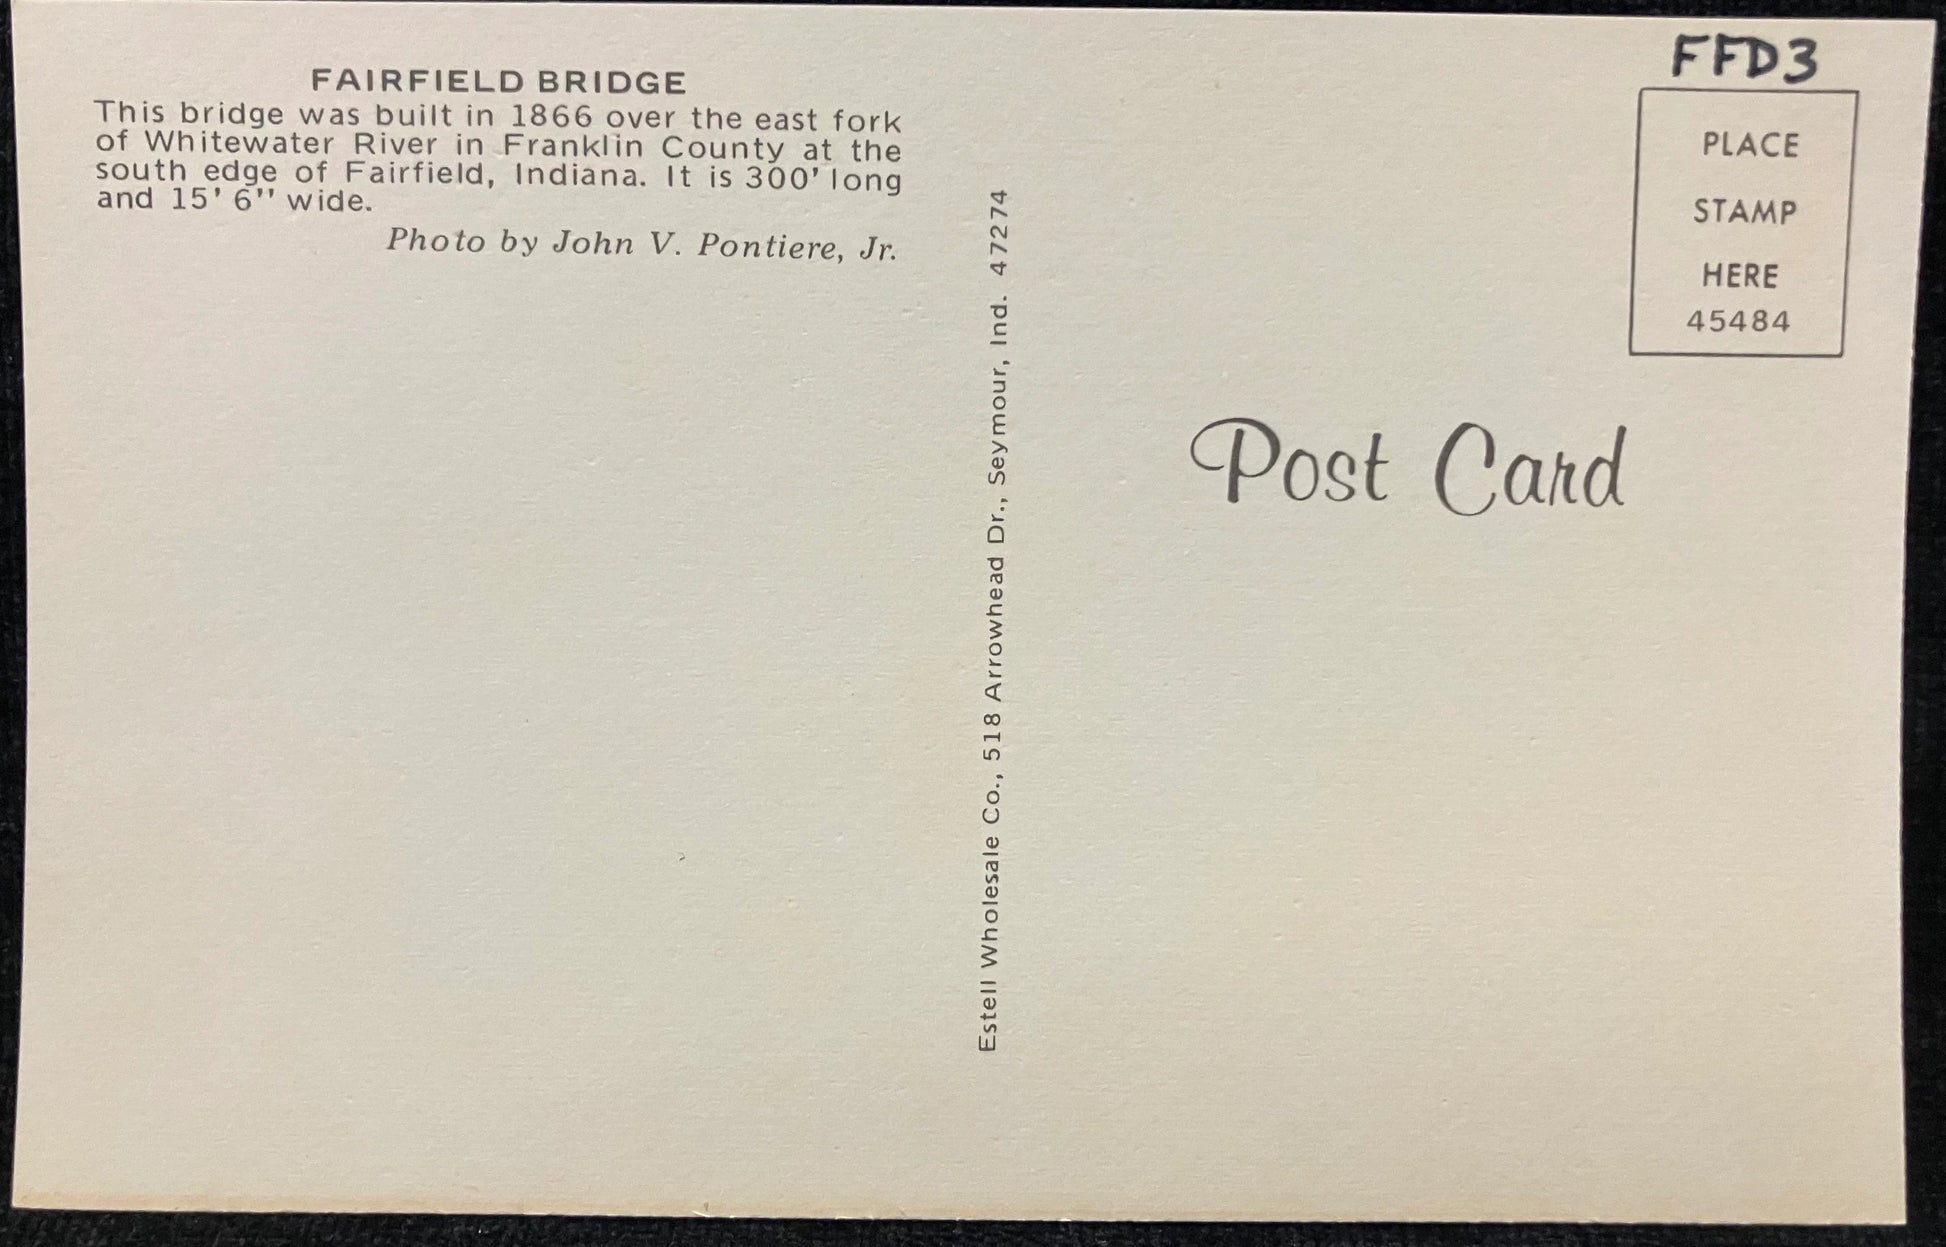 FAIRFIELD BRIDGE
This bridge was built in 1866 over the east fork
of Whitewater River in Franklin County at the
south edge of Fairfield, Indiana. It is 300' long
and 15' 6" wide.
Photo by John V. Pontiere, Jr.
Estell Wholesale Co., 518 Arrowhead Dr., Seymour, Ind. 47274
FFD3
PLACE
STAMP
HERE
45484
Post Card